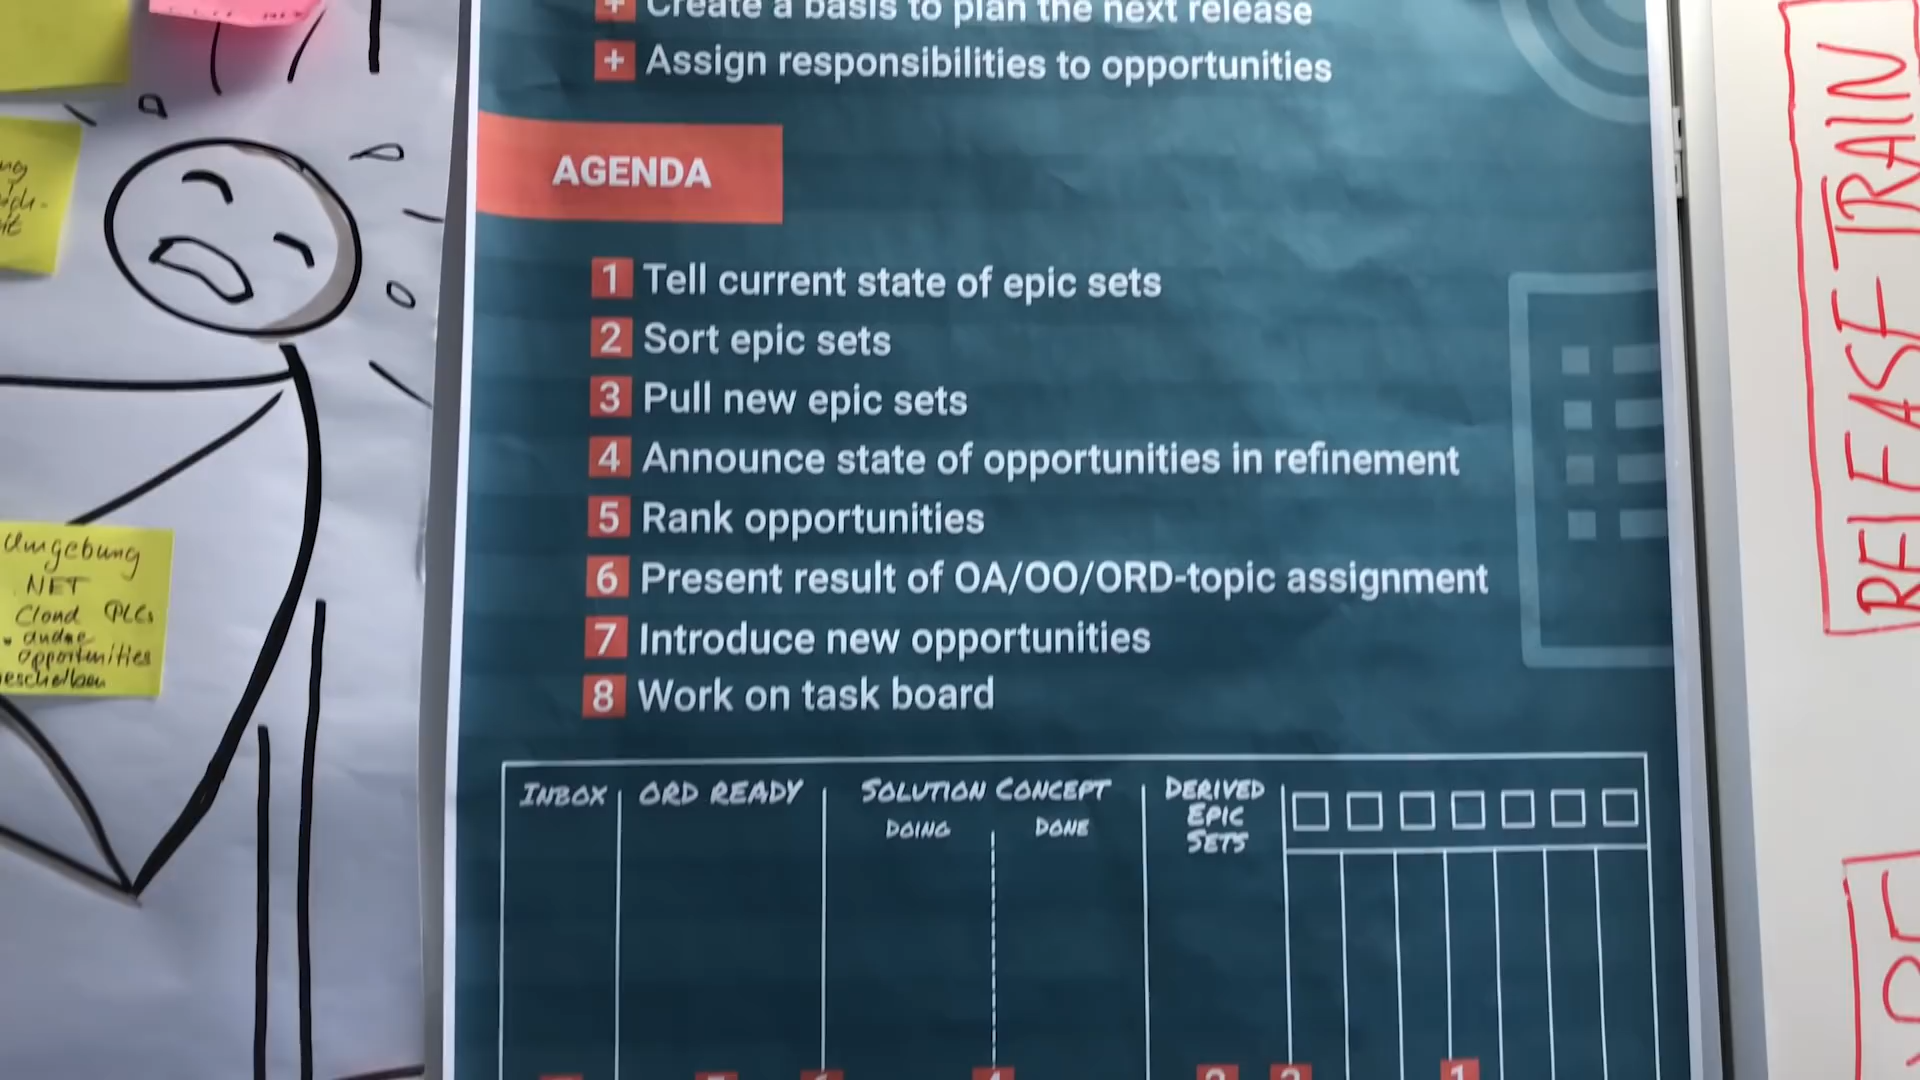 + Create a basis to plan the next release
+ Assign responsibilities to opportunities
AGENDA
1 Tell current state of epic sets
2 Sort epic sets
3 Pull new epic sets
4 Announce state of opportunities in refinement
5 Rank opportunities
6 Present result of OA/OO/ORD-topic assignment
7 Introduce new opportunities
8 Work on task board
INBOX
ORD READY
SOLUTION CONCEPT
DOING
DONE
DERIVED
EPIC
SETS
1
Umgebung
.NET
Cloud PLCs
andere
opportunities
RELEASE TRAIN